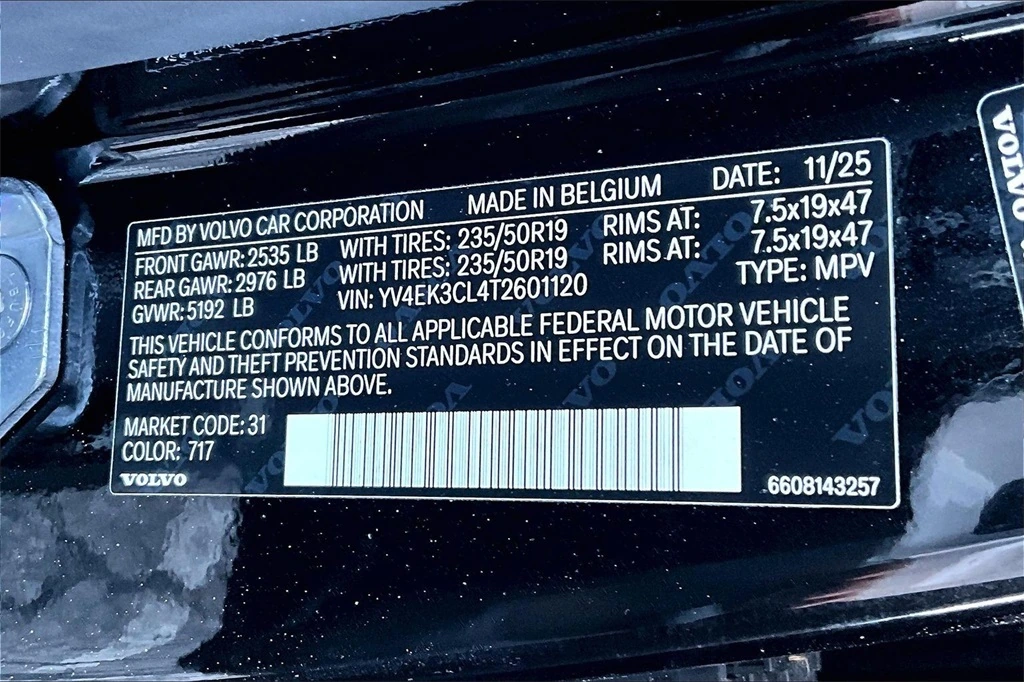 MFD BY VOLVO CAR CORPORATION MADE IN BELGIUM DATE: 11/25
FRONT GAWR: 2535 LB WITH TIRES: 235/50R19 RIMS AT: 7.5x19x47
REAR GAWR: 2976 LB WITH TIRES: 235/50R19 RIMS AT: 7.5x19x47
GVWR: 5192 LB VIN: YV4EK3CL4T2601120 TYPE: MPV
THIS VEHICLE CONFORMS TO ALL APPLICABLE FEDERAL MOTOR VEHICLE
SAFETY AND THEFT PREVENTION STANDARDS IN EFFECT ON THE DATE OF
MANUFACTURE SHOWN ABOVE.
MARKET CODE: 31
COLOR: 717
VOLVO
6608143257
VOLVO